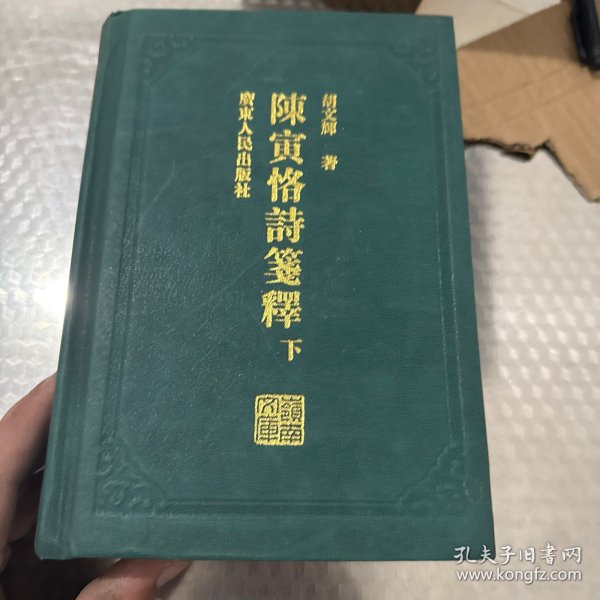 胡文輝 著
陳寅恪詩箋釋 下
廣東人民出版社
嶺南
文庫
孔夫子旧书网
www.kongfz.com